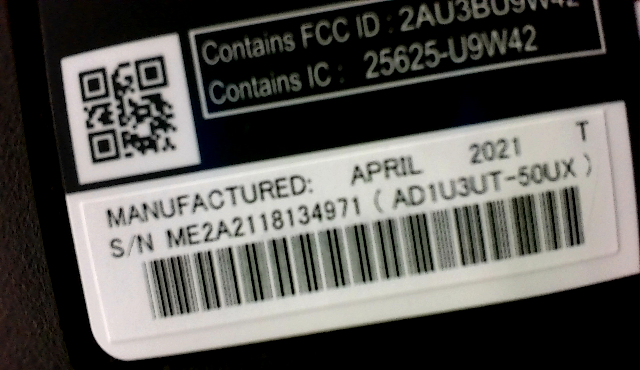 Contains FCC ID : 2AU3BU9W42
Contains IC : 25625-U9W42
MANUFACTURED: APRIL 2021 T
S/N ME2A2118134971 ( AD1U3UT-50UX )